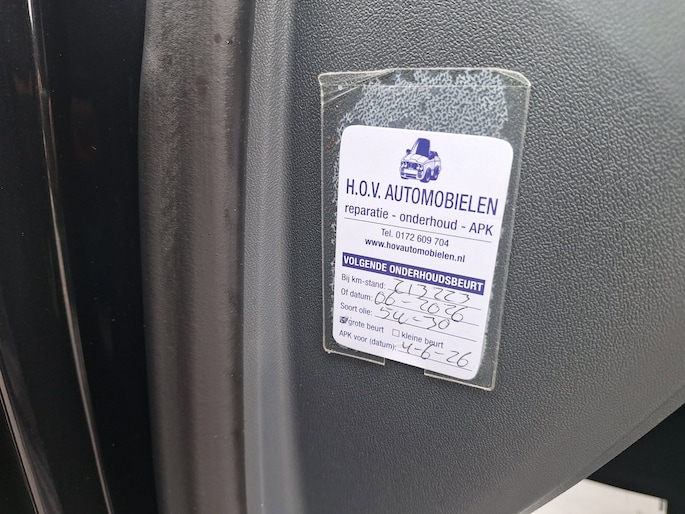 H.O.V. AUTOMOBIELEN
reparatie - onderhoud - APK
Tel. 0172 609 704
www.hovautomobielen.nl
VOLGENDE ONDERHOUDSBEURT
Bij km-stand: 213223
Of datum: 06-2026
Soort olie: 5W-30
grote beurt kleine beurt
APK voor (datum): 4-6-26